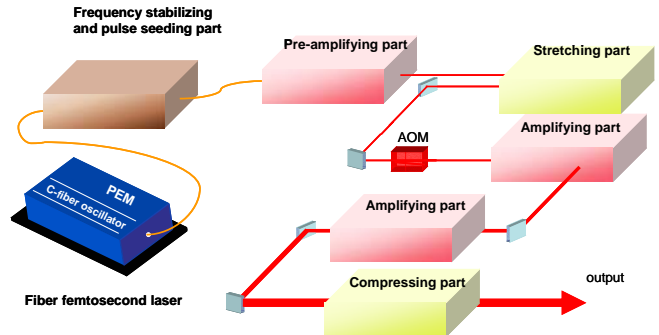 Frequency stabilizing
and pulse seeding part
Pre-amplifying part
Stretching part
AOM
Amplifying part
PEM
C-fiber oscillator
Amplifying part
Compressing part
output
Fiber femtosecond laser